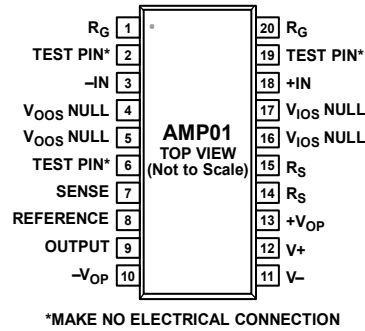 R_G 1
TEST PIN* 2
–IN 3
V_OOS NULL 4
V_OOS NULL 5
TEST PIN* 6
SENSE 7
REFERENCE 8
OUTPUT 9
–V_OP 10
AMP01
TOP VIEW
(Not to Scale)
20 R_G
19 TEST PIN*
18 +IN
17 V_IOS NULL
16 V_IOS NULL
15 R_S
14 R_S
13 +V_OP
12 V+
11 V–
*MAKE NO ELECTRICAL CONNECTION